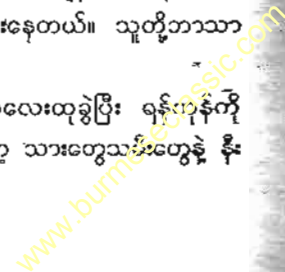 းနေတယ်။ သူတို့ဘာသာ
လေးထုခွဲပြီး ရန်ကုန်ကို
သားတွေသမီးတွေနဲ့ နီး
www.burmeseclassic.com